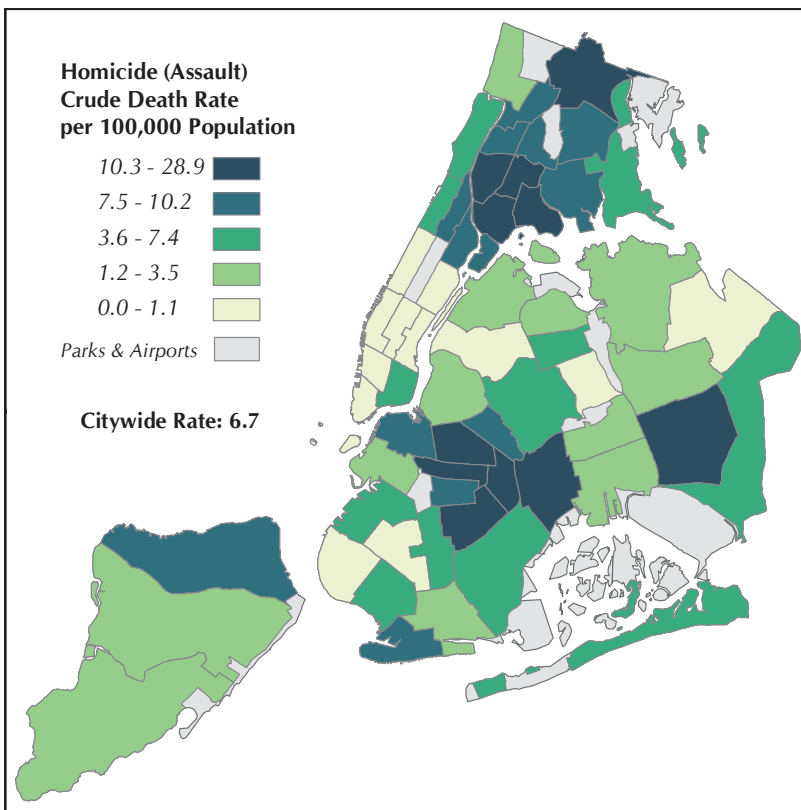 Homicide (Assault)
Crude Death Rate
per 100,000 Population
10.3 - 28.9
7.5 - 10.2
3.6 - 7.4
1.2 - 3.5
0.0 - 1.1
Parks & Airports
Citywide Rate: 6.7